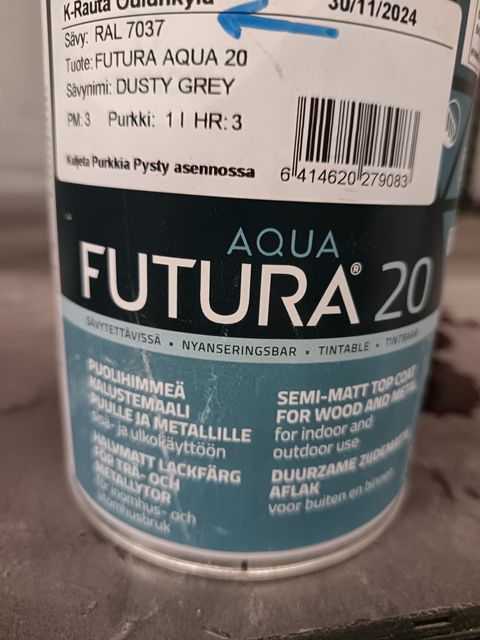 K-Rauta Oulunkylä
30/11/2024
Sävy: RAL 7037
Tuote: FUTURA AQUA 20
Sävynimi: DUSTY GREY
PM: 3 Purkki: 1 l HR: 3
Kuljeta Purkkia Pysty asennossa
6 414620 279083
AQUA
FUTURA® 20
SÄVYTETTÄVISSÄ • NYANSERINGSBAR • TINTABLE • TINTBAAR
PUOLIHIMMEÄ
KALUSTEMAALI
PUULLE JA METALLILLE
sisä- ja ulkokäyttöön
HALVMATT LACKFÄRG
FÖR TRÄ- OCH
METALLYTOR
för inomhus- och
utomhusbruk
SEMI-MATT TOP COAT
FOR WOOD AND METAL
for indoor and
outdoor use
DUURZAME ZIJDEMATTE
AFLAK
voor buiten en binnen